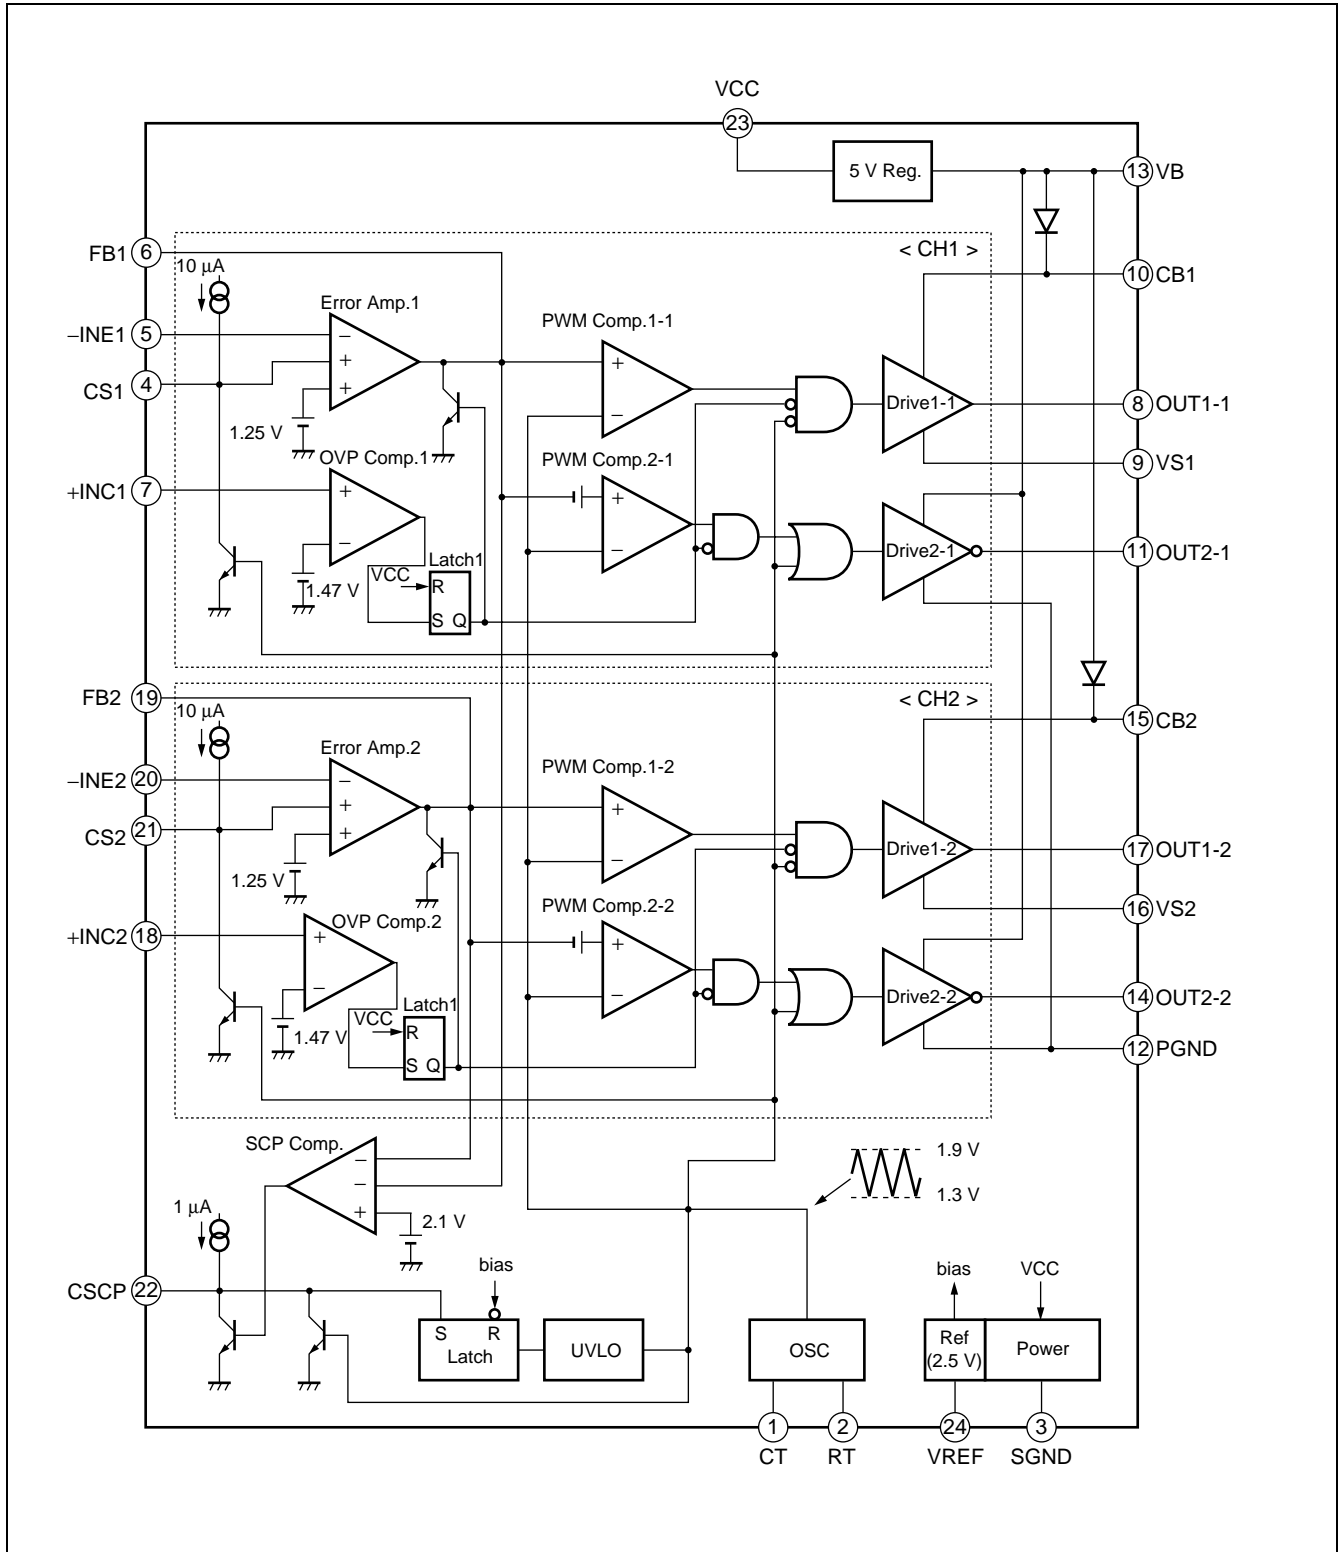 VCC
23
5 V Reg.
13 VB
FB1 6
< CH1 >
10 µA
10 CB1
Error Amp.1
PWM Comp.1-1
−INE1 5
−
+
+
CS1 4
+
−
Drive1-1
8 OUT1-1
1.25 V
9 VS1
OVP Comp.1
PWM Comp.2-1
+INC1 7
+
−
+
−
Drive2-1
11 OUT2-1
Latch1
VCC
R
1.47 V
S Q
FB2 19
< CH2 >
10 µA
15 CB2
Error Amp.2
PWM Comp.1-2
−INE2 20
−
+
+
CS2 21
+
−
Drive1-2
17 OUT1-2
1.25 V
16 VS2
OVP Comp.2
PWM Comp.2-2
+INC2 18
+
−
+
−
Drive2-2
14 OUT2-2
Latch1
VCC
R
1.47 V
12 PGND
S Q
SCP Comp.
−
−
+
1.9 V
1.3 V
1 µA
2.1 V
bias
bias
VCC
CSCP 22
S R
Latch
UVLO
OSC
Ref
(2.5 V)
Power
1
2
24
3
CT
RT
VREF
SGND